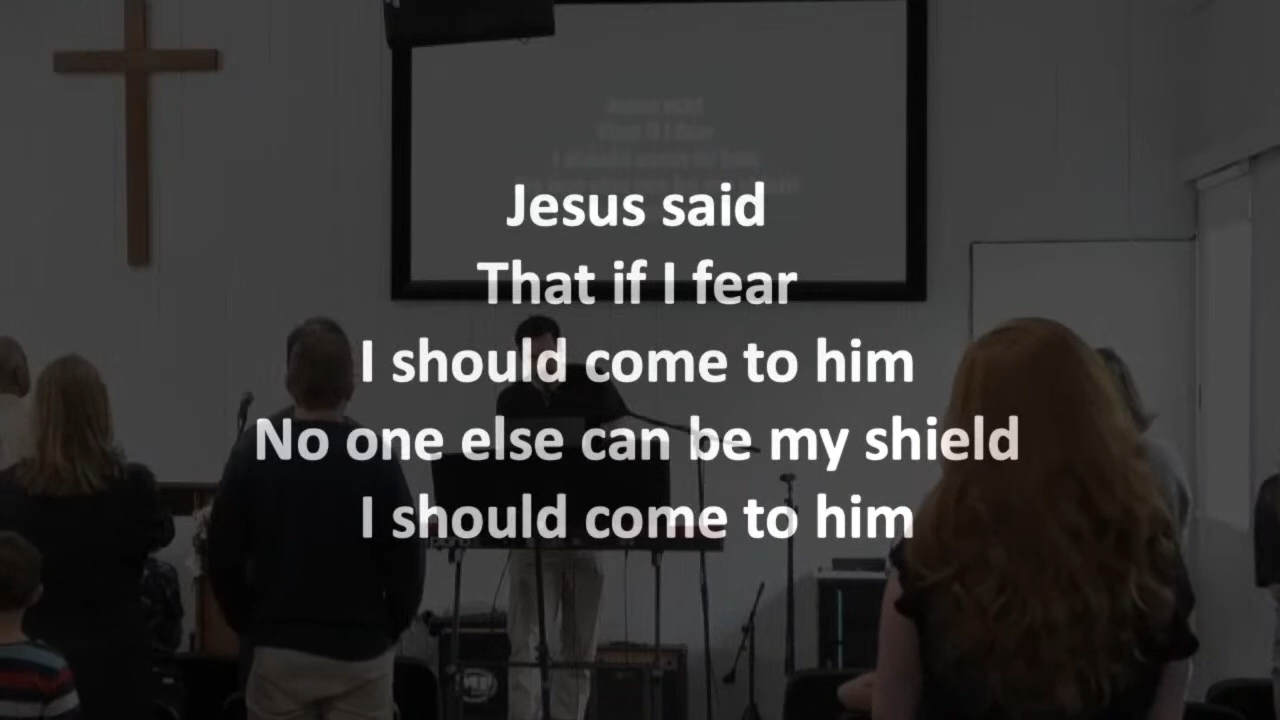 Jesus said
That if I fear
I should come to him
No one else can be my shield
I should come to him